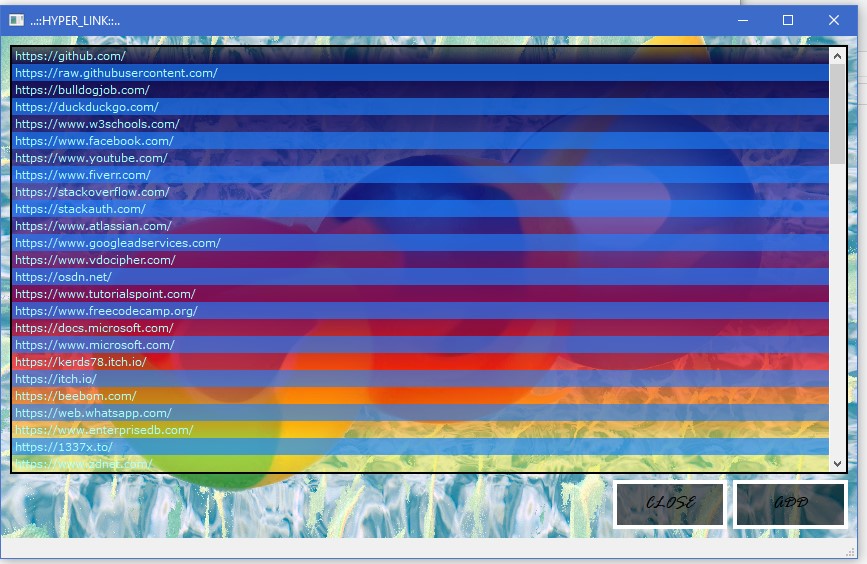 ..::HYPER_LINK::..
https://github.com/
https://raw.githubusercontent.com/
https://bulldogjob.com/
https://duckduckgo.com/
https://www.w3schools.com/
https://www.facebook.com/
https://www.youtube.com/
https://www.fiverr.com/
https://stackoverflow.com/
https://stackauth.com/
https://www.atlassian.com/
https://www.googleadservices.com/
https://www.vdocipher.com/
https://osdn.net/
https://www.tutorialspoint.com/
https://www.freecodecamp.org/
https://docs.microsoft.com/
https://www.microsoft.com/
https://kerds78.itch.io/
https://itch.io/
https://beebom.com/
https://web.whatsapp.com/
https://www.enterprisedb.com/
https://1337x.to/
CLOSE ADD